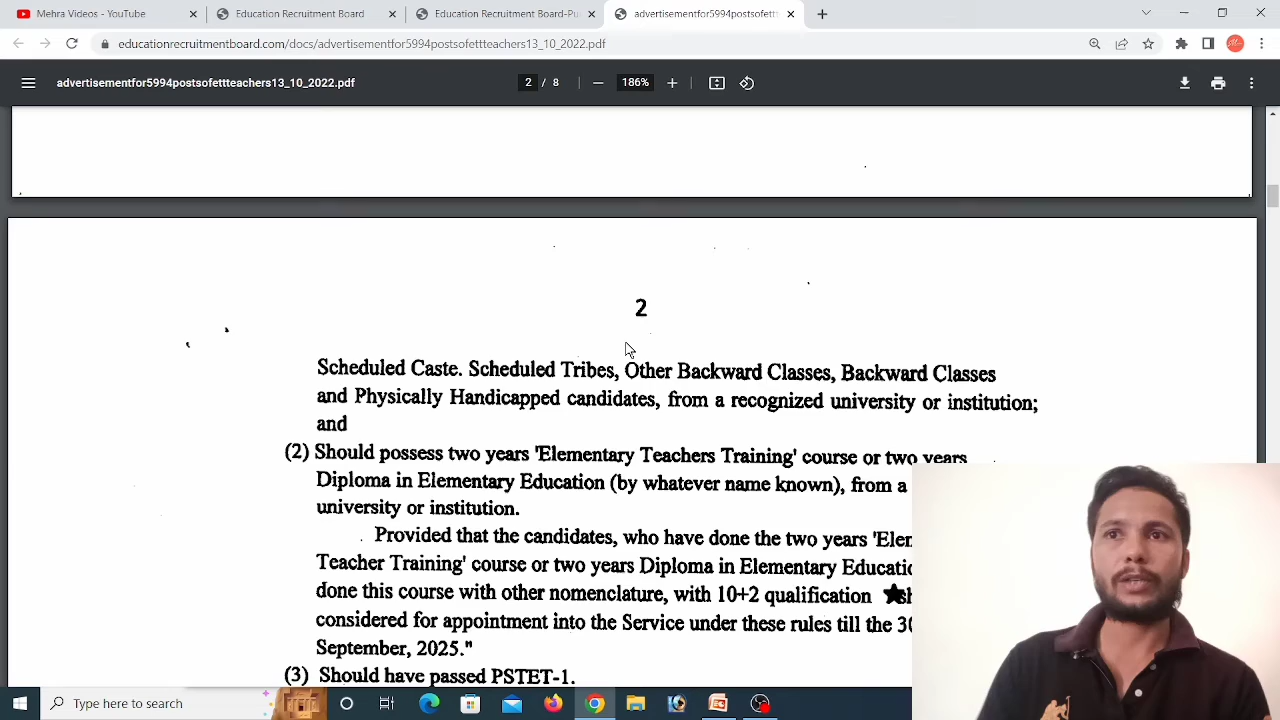 Mehra Videos - YouTube
Education Recruitment Board
Education Recruitment Board-Pu
advertisementfor5994postsofett
educationrecruitmentboard.com/docs/advertisementfor5994postsofettteachers13_10_2022.pdf
advertisementfor5994postsofettteachers13_10_2022.pdf
2 / 8
186%
2
Scheduled Caste. Scheduled Tribes, Other Backward Classes, Backward Classes
and Physically Handicapped candidates, from a recognized university or institution;
and
(2) Should possess two years 'Elementary Teachers Training' course or two years
Diploma in Elementary Education (by whatever name known), from a
university or institution.
Provided that the candidates, who have done the two years 'Elem
Teacher Training' course or two years Diploma in Elementary Educatio
done this course with other nomenclature, with 10+2 qualification ★sh
considered for appointment into the Service under these rules till the 30
September, 2025."
(3) Should have passed PSTET-1.
Type here to search